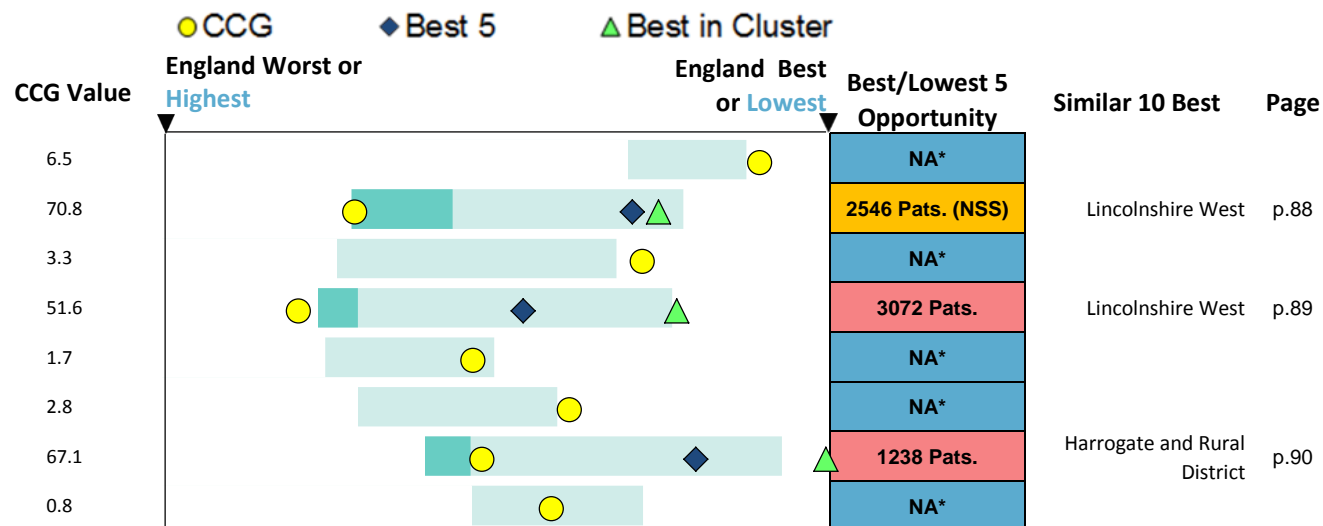 CCG Best 5 Best in Cluster
CCG Value England Worst or Highest England Best or Lowest Best/Lowest 5 Opportunity Similar 10 Best Page
6.5 NA*
70.8 2546 Pats. (NSS) Lincolnshire West p.88
3.3 NA*
51.6 3072 Pats. Lincolnshire West p.89
1.7 NA*
2.8 NA*
67.1 1238 Pats. Harrogate and Rural District p.90
0.8 NA*